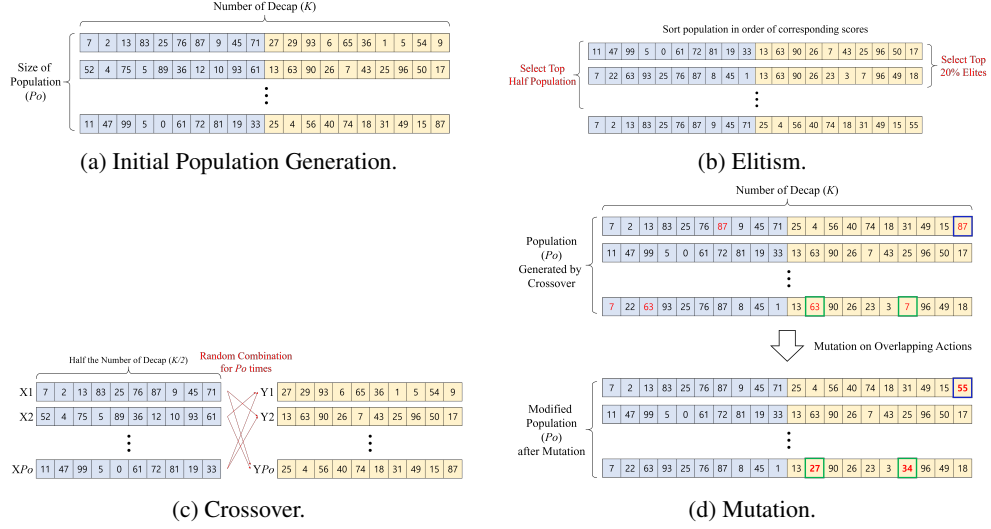 Number of Decap (K)
7 2 13 83 25 76 87 9 45 71 27 29 93 6 65 36 1 5 54 9
Size of
Population
(Po)
52 4 75 5 89 36 12 10 93 61 13 63 90 26 7 43 25 96 50 17
11 47 99 5 0 61 72 81 19 33 25 4 56 40 74 18 31 49 15 87
(a) Initial Population Generation.
Sort population in order of corresponding scores
11 47 99 5 0 61 72 81 19 33 13 63 90 26 7 43 25 96 50 17
Select Top
Half Population
7 22 63 93 25 76 87 8 45 1 13 63 90 26 23 3 7 96 49 18
Select Top
20% Elites
7 2 13 83 25 76 87 9 45 71 25 4 56 40 74 18 31 49 15 55
(b) Elitism.
Half the Number of Decap (K/2)
Random Combination
for Po times
X1 7 2 13 83 25 76 87 9 45 71 Y1 27 29 93 6 65 36 1 5 54 9
X2 52 4 75 5 89 36 12 10 93 61 Y2 13 63 90 26 7 43 25 96 50 17
XPo 11 47 99 5 0 61 72 81 19 33 YPo 25 4 56 40 74 18 31 49 15 87
(c) Crossover.
Number of Decap (K)
7 2 13 83 25 76 87 9 45 71 25 4 56 40 74 18 31 49 15 87
Population
(Po)
Generated by
Crossover
11 47 99 5 0 61 72 81 19 33 13 63 90 26 7 43 25 96 50 17
7 22 63 93 25 76 87 8 45 1 13 63 90 26 23 3 7 96 49 18
Mutation on Overlapping Actions
7 2 13 83 25 76 87 9 45 71 25 4 56 40 74 18 31 49 15 55
Modified
Population
(Po)
after Mutation
11 47 99 5 0 61 72 81 19 33 13 63 90 26 7 43 25 96 50 17
7 22 63 93 25 76 87 8 45 1 13 27 90 26 23 3 34 96 49 18
(d) Mutation.